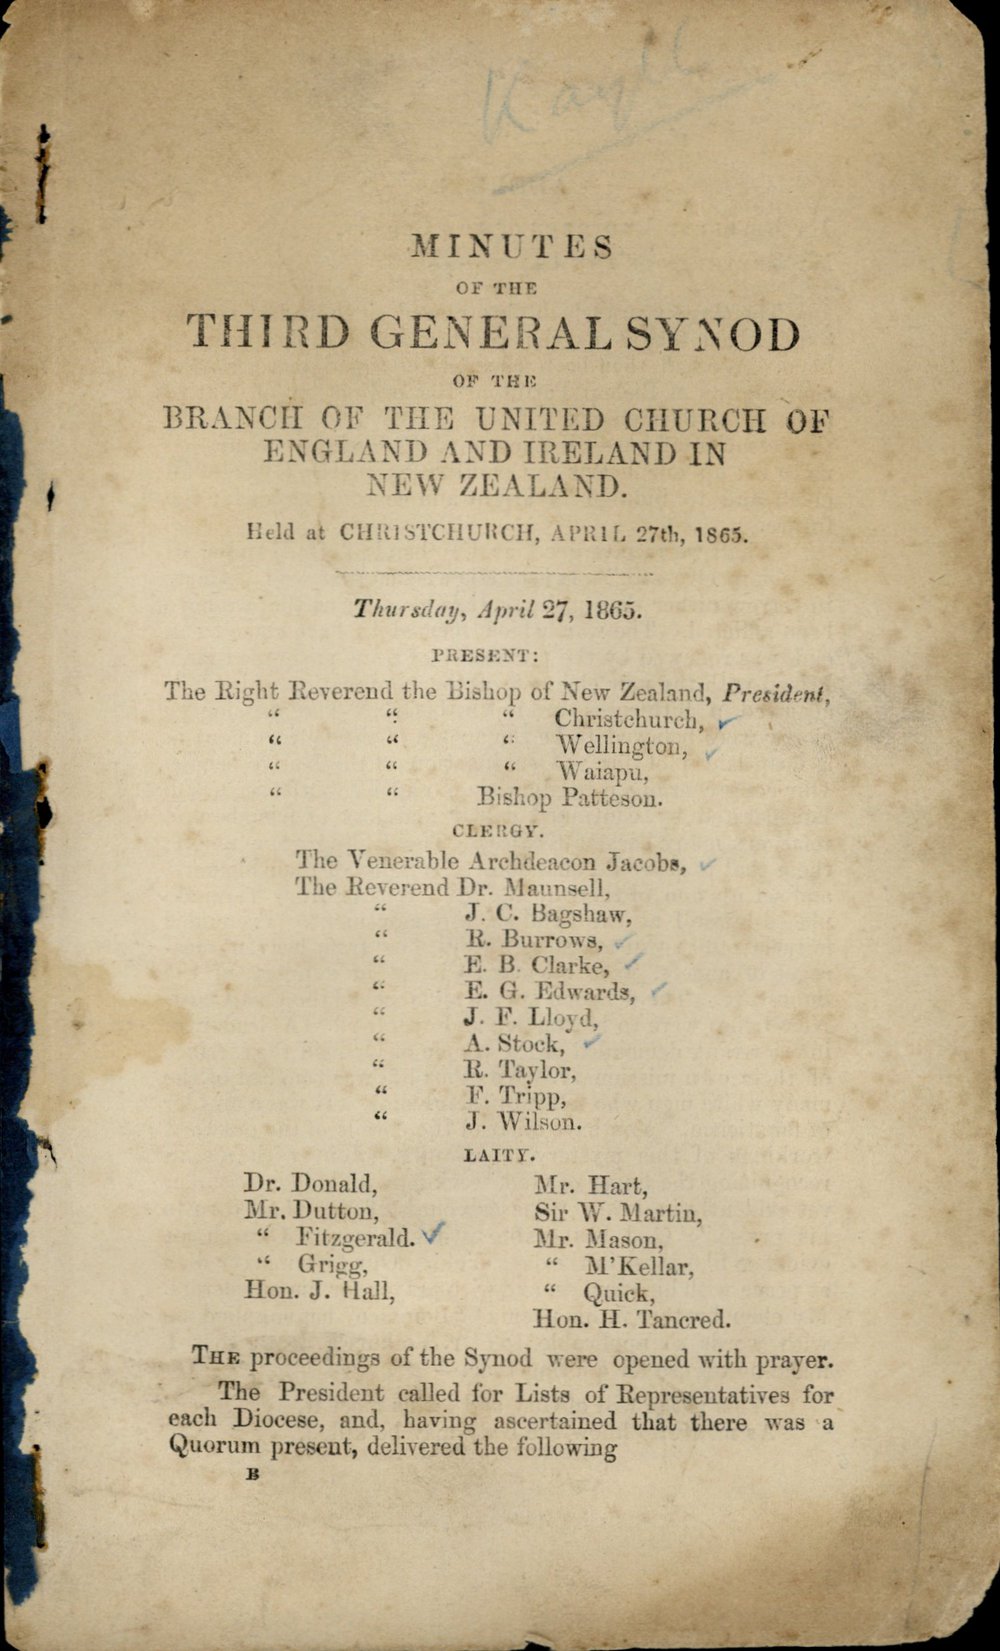 MINUTES
OF THE
THIRD GENERAL SYNOD
OF THE
BRANCH OF THE UNITED CHURCH OF
ENGLAND AND IRELAND IN
NEW ZEALAND.
Held at CHRISTCHURCH, APRIL 27th, 1865.
Thursday, April 27, 1865.
PRESENT:
The Right Reverend the Bishop of New Zealand, President,
“ “ “ Christchurch,
“ “ “ Wellington,
“ “ “ Waiapu,
“ “ Bishop Patteson.
CLERGY.
The Venerable Archdeacon Jacobs,
The Reverend Dr. Maunsell,
“ J. C. Bagshaw,
“ R. Burrows,
“ E. B. Clarke,
“ E. G. Edwards,
“ J. F. Lloyd,
“ A. Stock,
“ R. Taylor,
“ F. Tripp,
“ J. Wilson.
LAITY.
Dr. Donald,
Mr. Dutton,
“ Fitzgerald.
“ Grigg,
Hon. J. Hall,
Mr. Hart,
Sir W. Martin,
Mr. Mason,
“ M'Kellar,
“ Quick,
Hon. H. Tancred.
THE proceedings of the Synod were opened with prayer.
The President called for Lists of Representatives for
each Diocese, and, having ascertained that there was a
Quorum present, delivered the following
B